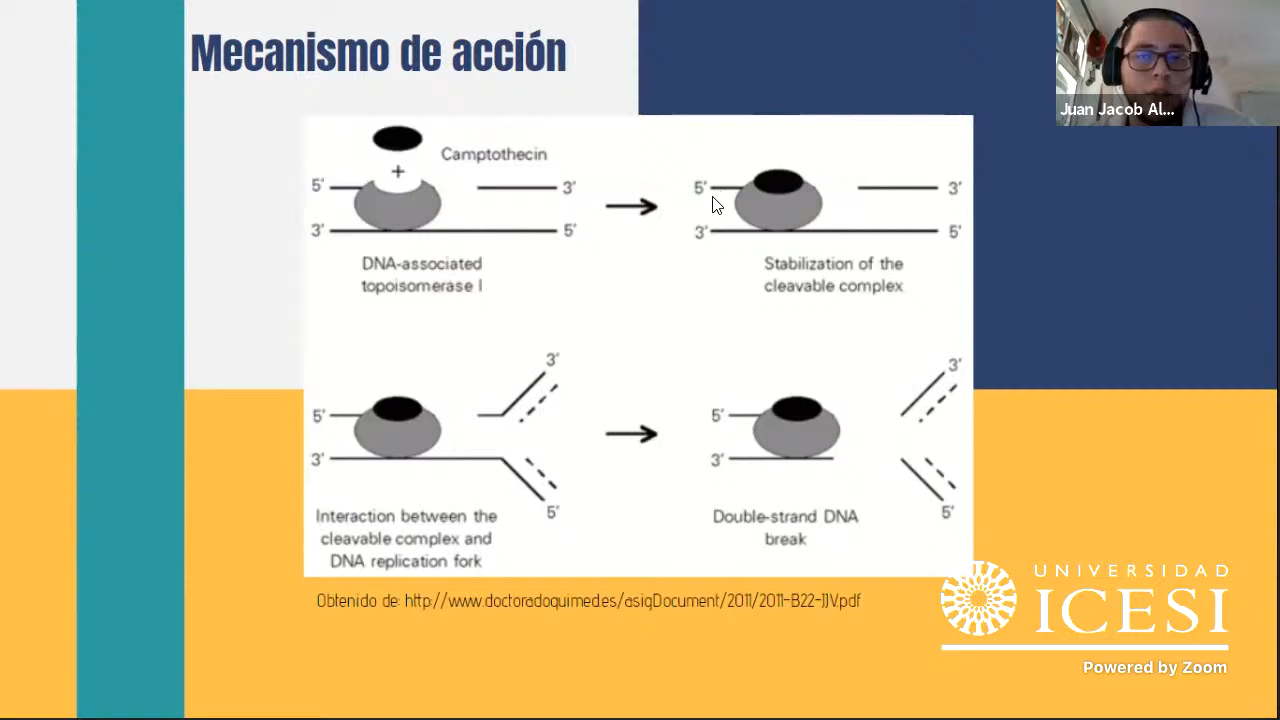 Mecanismo de acción
Juan Jacob Al...
Camptothecin
+
5′ 3′
3′ 5′
DNA-associated
topoisomerase I
5′ 3′
3′ 5′
Stabilization of the
cleavable complex
3′
5′
3′
5′
Interaction between the
cleavable complex and
DNA replication fork
3′
5′
3′
5′
Double-strand DNA
break
Obtenido de: http://www.doctoradoquimed.es/asigDocument/2011/2011-B22-JJV.pdf
UNIVERSIDAD
ICESI
Powered by Zoom